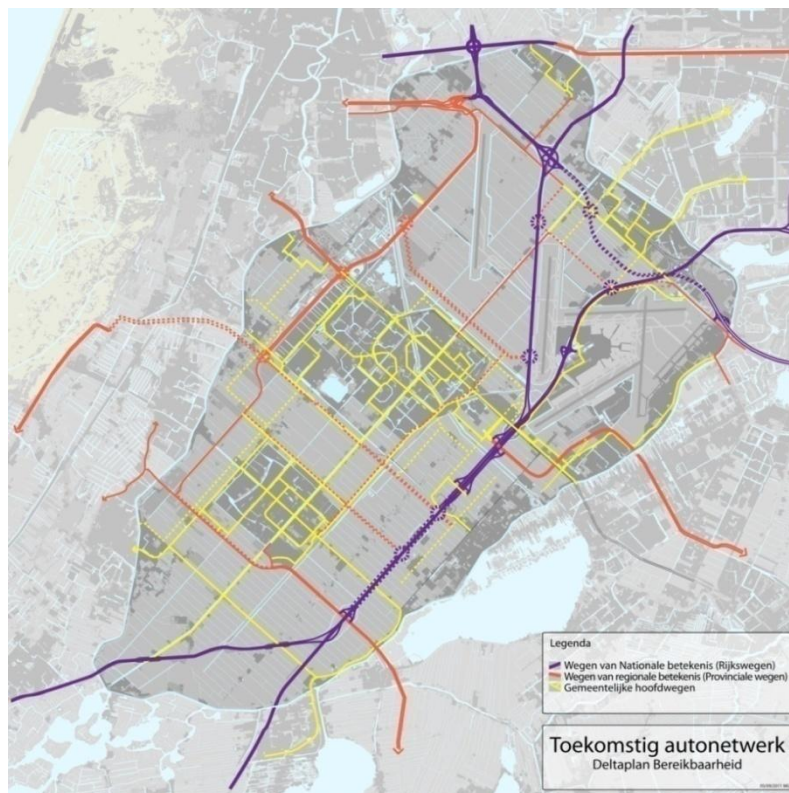 Legenda
Wegen van Nationale betekenis (Rijkswegen)
Wegen van regionale betekenis (Provinciale wegen)
Gemeentelijke hoofdwegen
Toekomstig autonetwerk
Deltaplan Bereikbaarheid